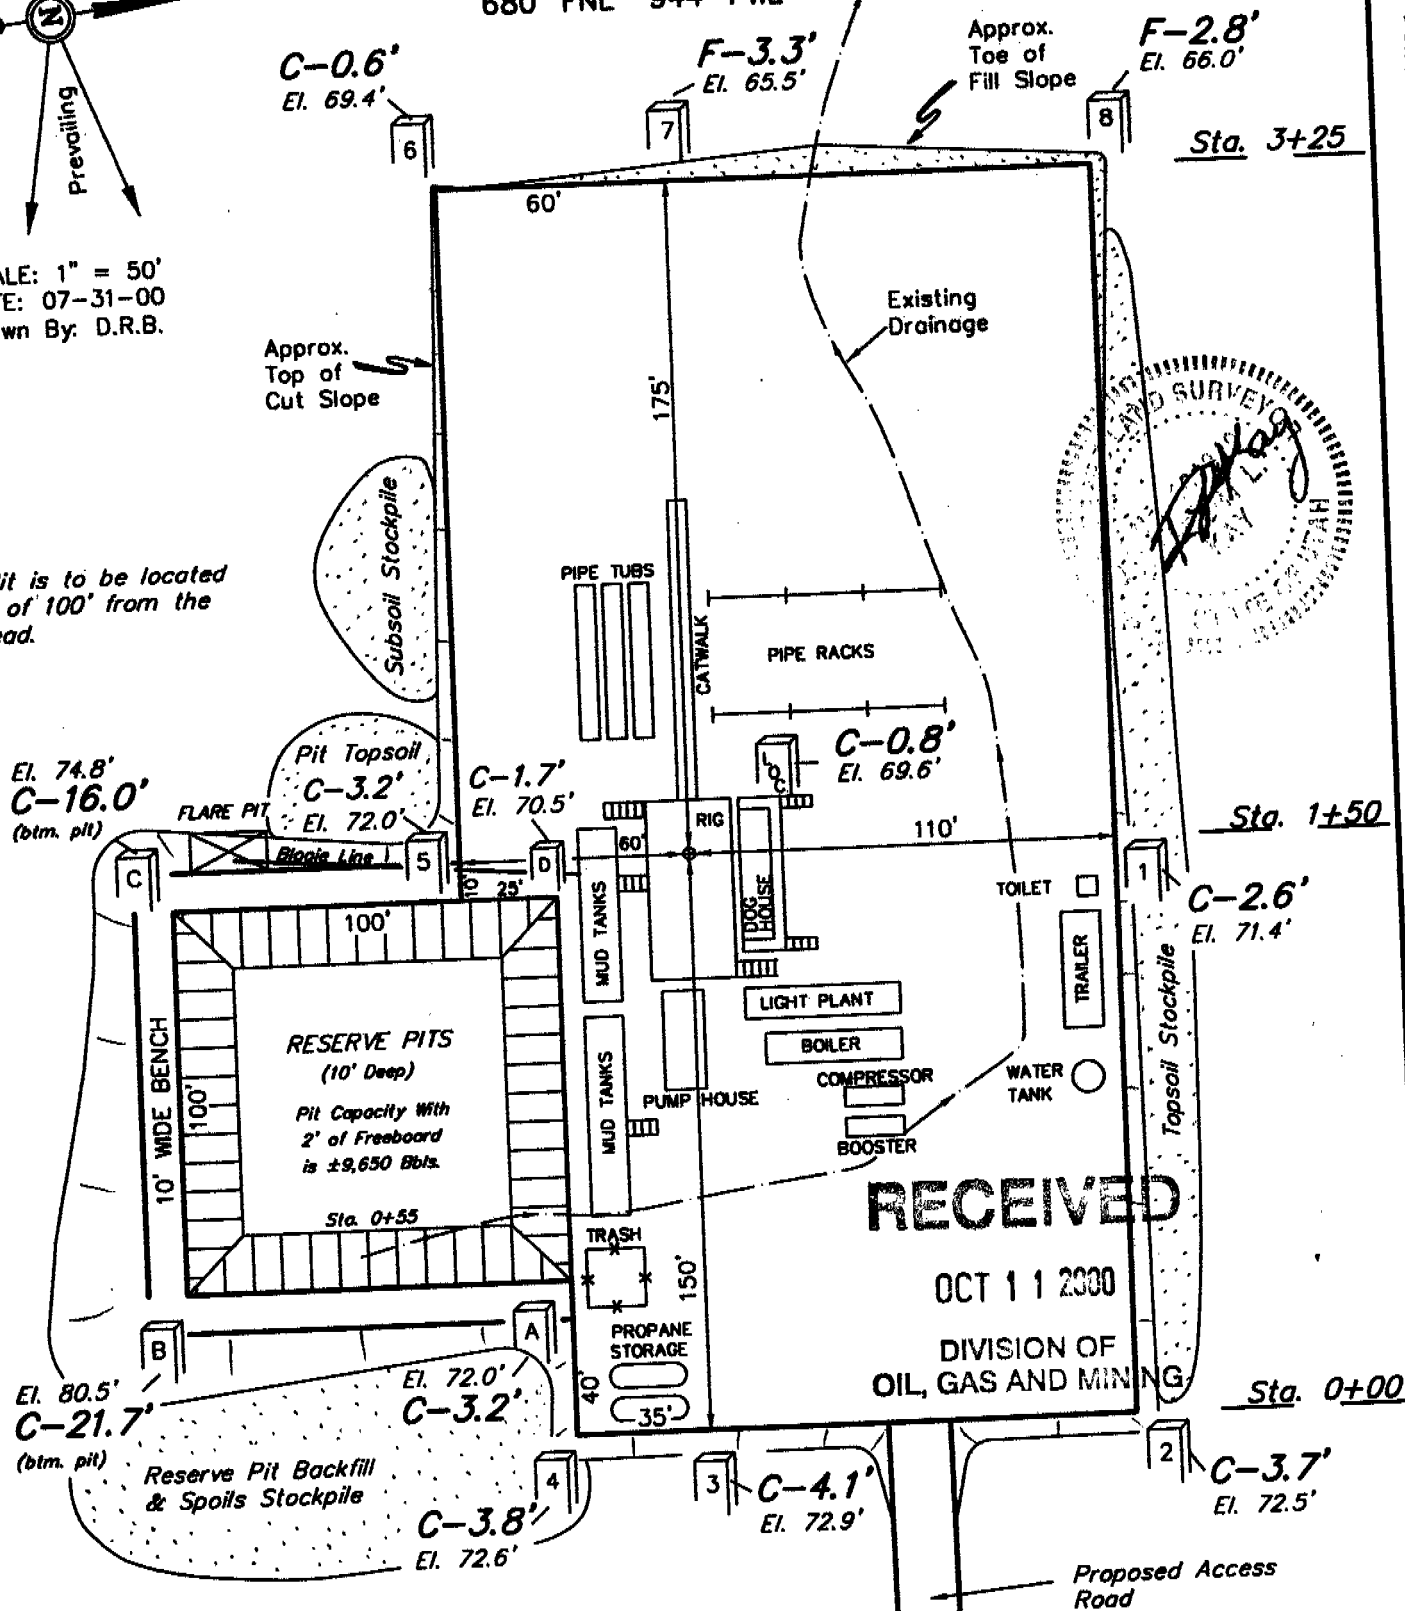 680' FNL 944' FWL
N
Prevailing
C-0.6'
El. 69.4'
6
F-3.3'
El. 65.5'
7
Approx.
Toe of
Fill Slope
F-2.8'
El. 66.0'
8
Sta. 3+25
60'
ALE: 1" = 50'
TE: 07-31-00
wn By: D.R.B.
Approx.
Top of
Cut Slope
175'
Existing
Drainage
LAND SURVEY
Subsoil Stockpile
it is to be located
of 100' from the
ead.
PIPE TUBS
CATWALK
PIPE RACKS
El. 74.8'
C-16.0'
(btm. pit)
C
FLARE PIT
Pit Topsoil
C-3.2'
El. 72.0'
5
Blooie Line
C-1.7'
El. 70.5'
D
LOC.
C-0.8'
El. 69.6'
RIG
60'
110'
Sta. 1+50
10'
25'
MUD TANKS
DOG HOUSE
TOILET
TRAILER
1
C-2.6'
El. 71.4'
Topsoil Stockpile
100'
10' WIDE BENCH
100'
RESERVE PITS
(10' Deep)
Pit Capacity With
2' of Freeboard
is ±9,650 Bbls.
Sta. 0+55
MUD TANKS
PUMP HOUSE
LIGHT PLANT
BOILER
COMPRESSOR
BOOSTER
WATER
TANK
TRASH
150'
RECEIVED
OCT 11 2000
DIVISION OF
OIL, GAS AND MINING
PROPANE
STORAGE
40'
35'
Sta. 0+00
B
El. 80.5'
C-21.7'
(btm. pit)
A
El. 72.0'
C-3.2'
Reserve Pit Backfill
& Spoils Stockpile
4
C-3.8'
El. 72.6'
3
C-4.1'
El. 72.9'
2
C-3.7'
El. 72.5'
Proposed Access
Road